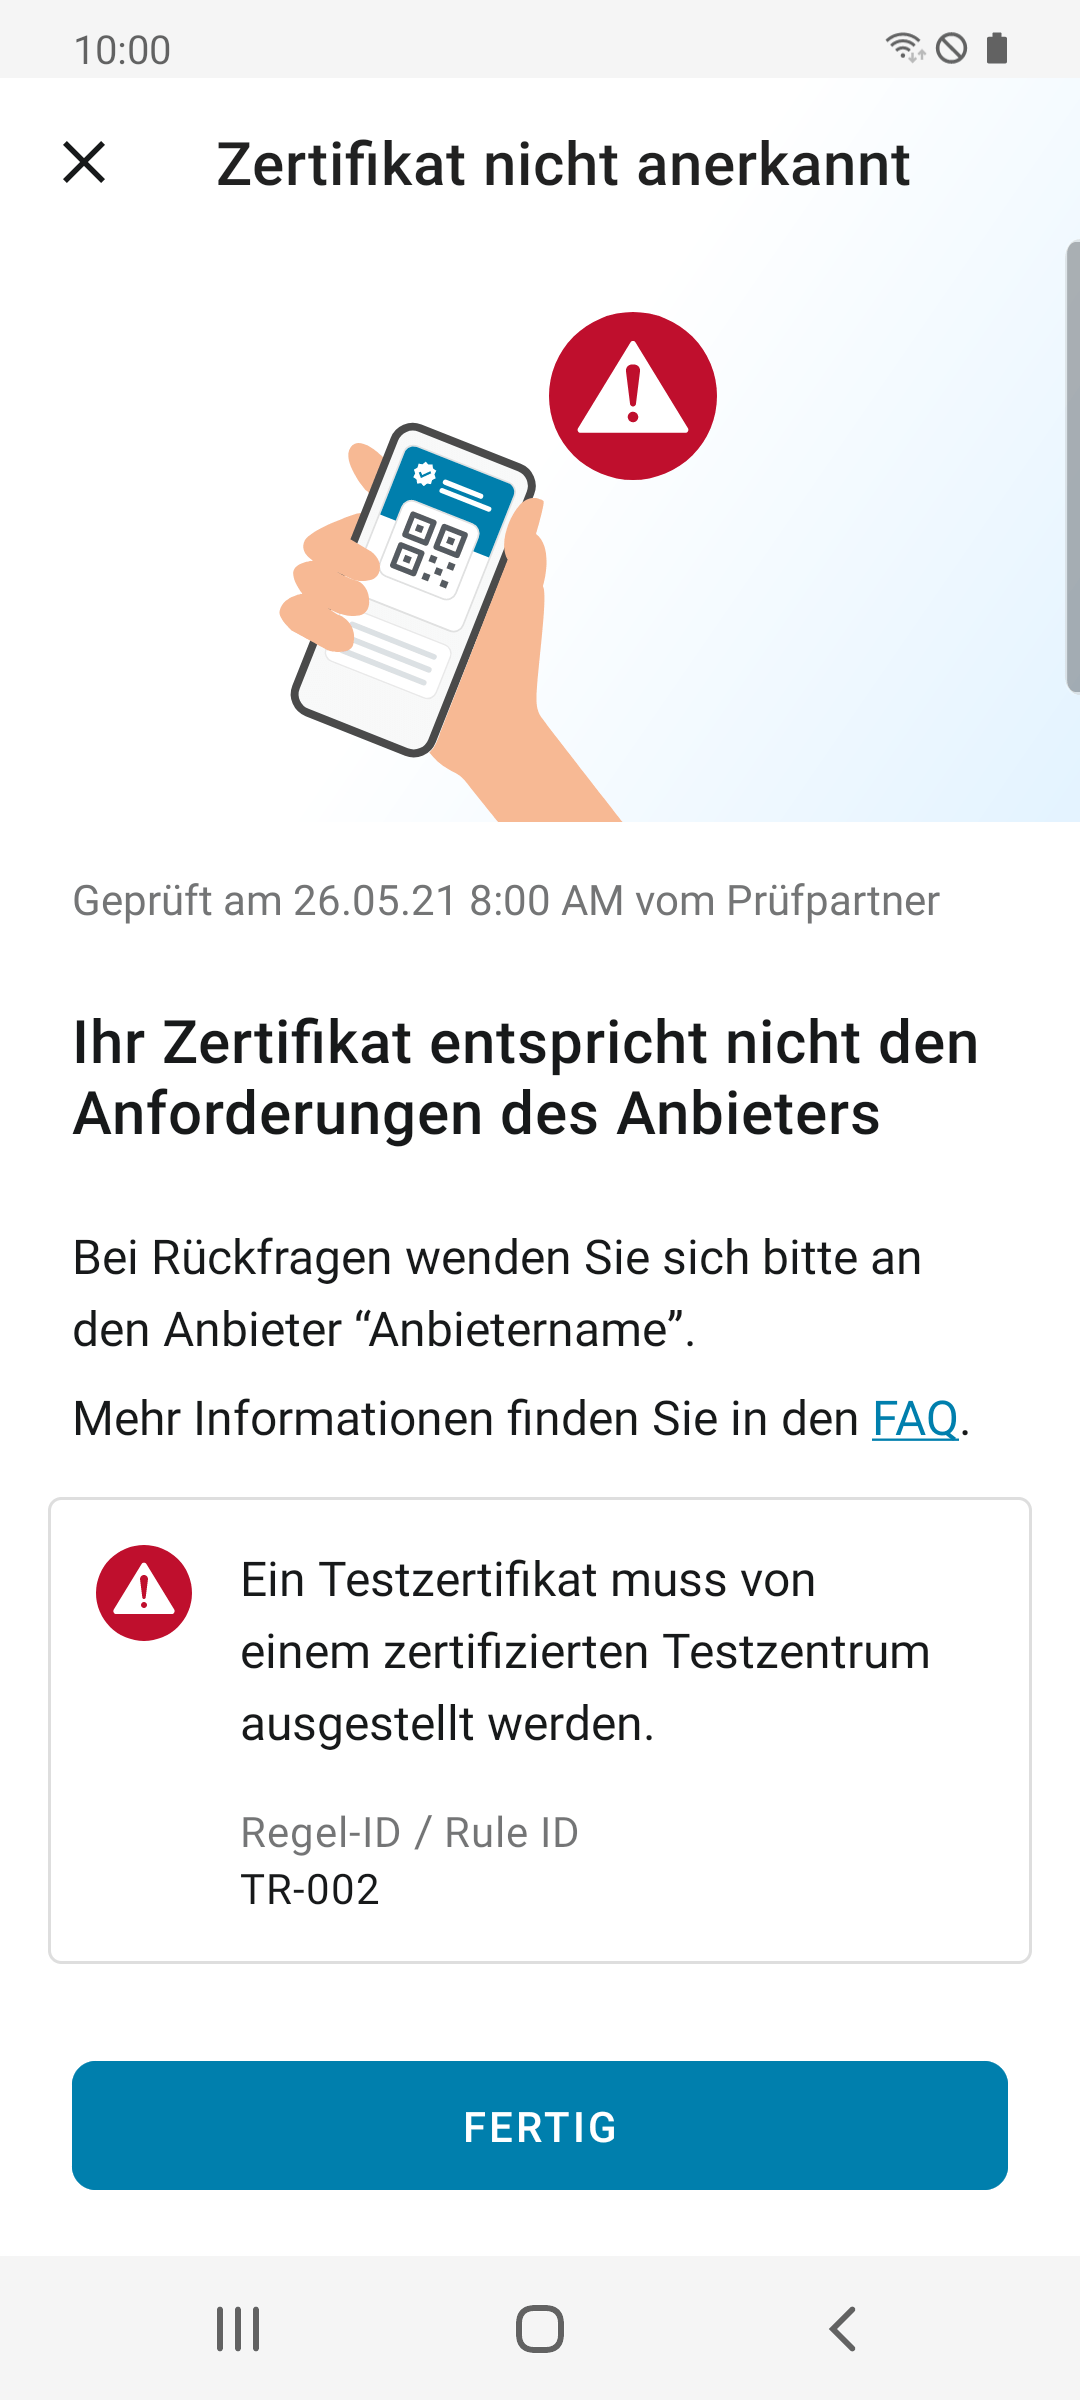 10:00
Zertifikat nicht anerkannt
Geprüft am 26.05.21 8:00 AM vom Prüfpartner
Ihr Zertifikat entspricht nicht den
Anforderungen des Anbieters
Bei Rückfragen wenden Sie sich bitte an
den Anbieter “Anbietername”.
Mehr Informationen finden Sie in den FAQ.
Ein Testzertifikat muss von
einem zertifizierten Testzentrum
ausgestellt werden.
Regel-ID / Rule ID
TR-002
FERTIG